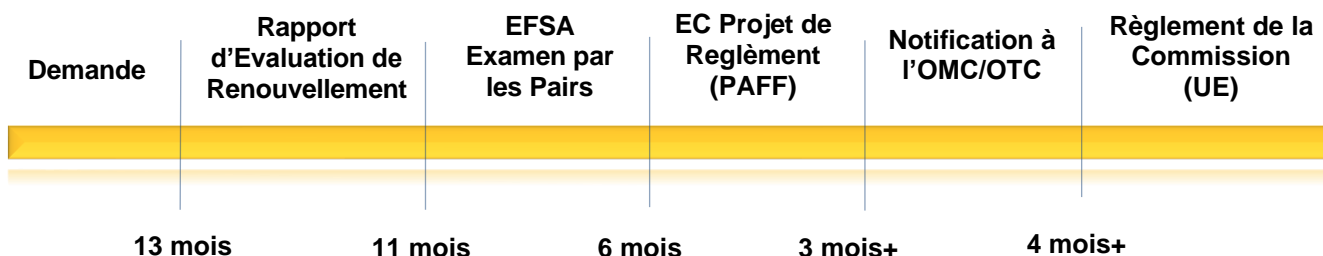 Demande
Rapport
d’Evaluation de
Renouvellement
EFSA
Examen par
les Pairs
EC Projet de
Reglèment
(PAFF)
Notification à
l’OMC/OTC
Règlement de la
Commission
(UE)
13 mois
11 mois
6 mois
3 mois+
4 mois+